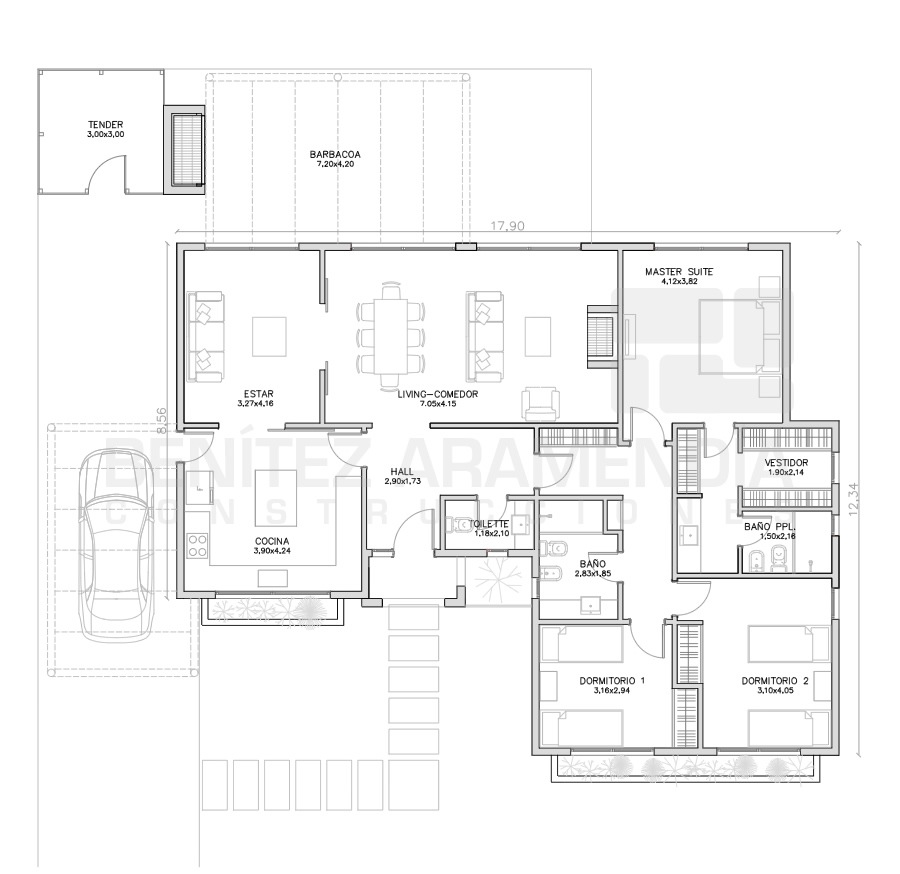 TENDER
3,00x3,00
BARBACOA
7.20x4.20
17,90
MASTER SUITE
4,12x3,82
ESTAR
3.27x4,16
LIVING-COMEDOR
7.05x4.15
8,56
BENÍTEZ ARAMENDIA
CONSTRUCCIONES
HALL
2,90x1,73
VESTIDOR
1.90x2,14
12,34
TOILETTE
1,18x2,10
BAÑO PPL.
1,50x2,16
COCINA
3,90x4,24
BAÑO
2,83x1,85
DORMITORIO 1
3,16x2,94
DORMITORIO 2
3,10x4,05